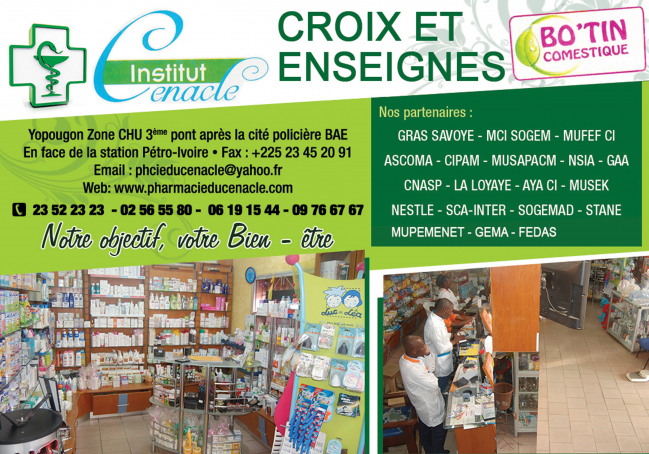 Institut
Cenacle
CROIX ET
ENSEIGNES
BO'TIN
COMESTIQUE
Yopougon Zone CHU 3ème pont après la cité policière BAE
En face de la station Pétro-Ivoire • Fax : +225 23 45 20 91
Email : phcieducenacle@yahoo.fr
Web: www.pharmacieducenacle.com
23 52 23 23 - 02 56 55 80 - 06 19 15 44 - 09 76 67 67
Notre objectif, votre Bien - être
Nos partenaires :
GRAS SAVOYE - MCI SOGEM - MUFEF CI
ASCOMA - CIPAM - MUSAPACM - NSIA - GAA
CNASP - LA LOYAYE - AYA CI - MUSEK
NESTLE - SCA-INTER - SOGEMAD - STANE
MUPEMENET - GEMA - FEDAS
Luc et Léa